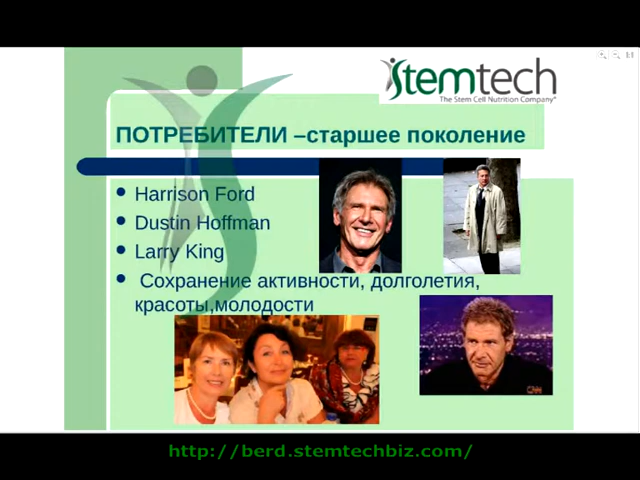 Stemtech
The Stem Cell Nutrition Company
ПОТРЕБИТЕЛИ –старшее поколение
Harrison Ford
Dustin Hoffman
Larry King
Сохранение активности, долголетия,
красоты,молодости
CNN
http://berd.stemtechbiz.com/